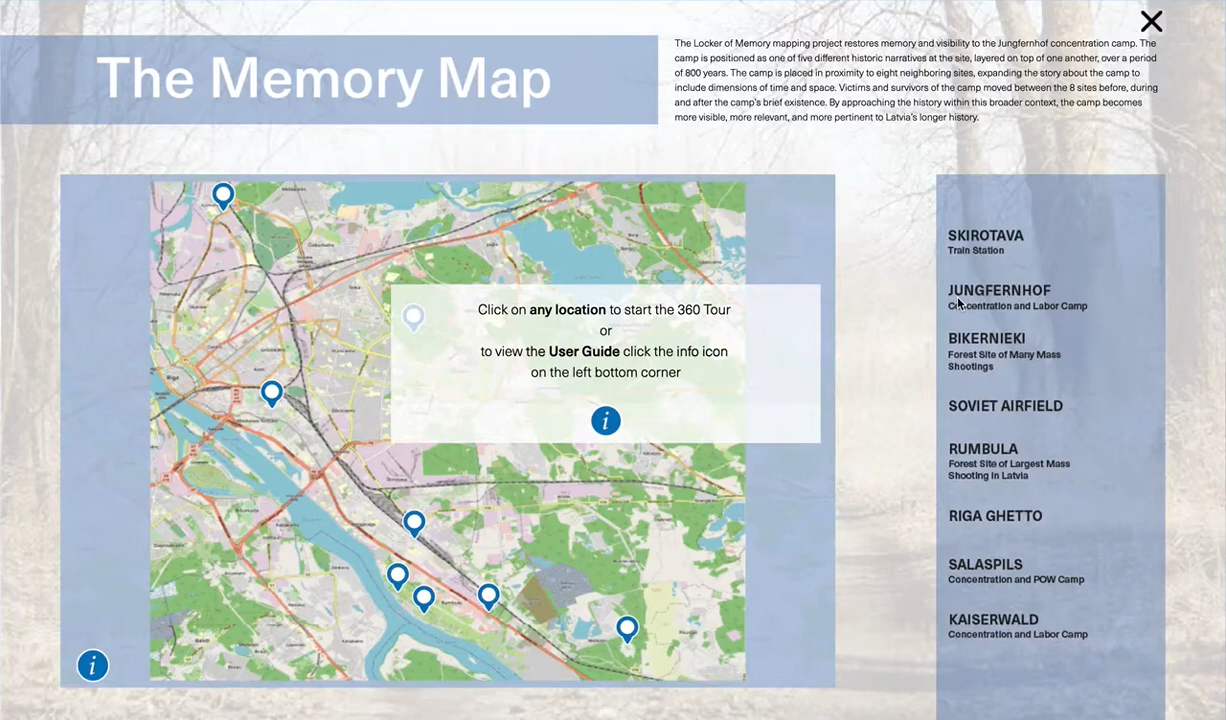 The Memory Map
The Locker of Memory mapping project restores memory and visibility to the Jungfernhof concentration camp. The
camp is positioned as one of five different historic narratives at the site, layered on top of one another, over a period
of 800 years. The camp is placed in proximity to eight neighboring sites, expanding the story about the camp to
include dimensions of time and space. Victims and survivors of the camp moved between the 8 sites before, during
and after the camp's brief existence. By approaching the history within this broader context, the camp becomes
more visible, more relevant, and more pertinent to Latvia's longer history.
Click on any location to start the 360 Tour
or
to view the User Guide click the info icon
on the left bottom corner
i
i
Riga
SKIROTAVA
Train Station
JUNGFERNHOF
Concentration and Labor Camp
BIKERNIEKI
Forest Site of Many Mass
Shootings
SOVIET AIRFIELD
RUMBULA
Forest Site of Largest Mass
Shooting in Latvia
RIGA GHETTO
SALASPILS
Concentration and POW Camp
KAISERWALD
Concentration and Labor Camp